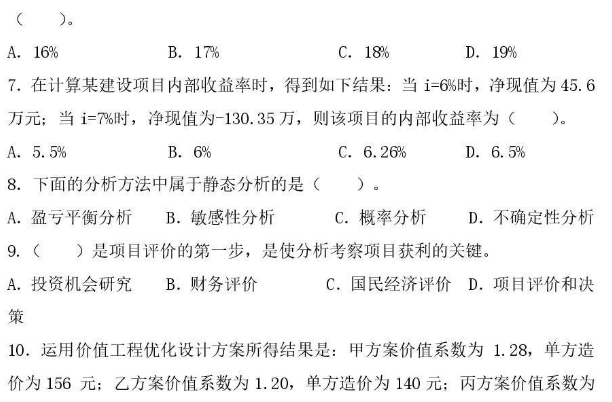 (　　)。
A. 16%　　B. 17%　　C. 18%　　D. 19%
7. 在计算某建设项目内部收益率时，得到如下结果：当 i=6%时，净现值为 45.6
万元；当 i=7%时，净现值为-130.35 万，则该项目的内部收益率为（　　)。
A. 5.5%　　B. 6%　　C. 6.26%　　D. 6.5%
8. 下面的分析方法中属于静态分析的是（　　）。
A. 盈亏平衡分析　　B. 敏感性分析　　C. 概率分析　　D. 不确定性分析
9. （　　）是项目评价的第一步，是使分析考察项目获利的关键。
A. 投资机会研究　　B. 财务评价　　C. 国民经济评价　D. 项目评价和决
策
10. 运用价值工程优化设计方案所得结果是：甲方案价值系数为 1.28，单方造
价为 156 元；乙方案价值系数为 1.20，单方造价为 140 元；丙方案价值系数为